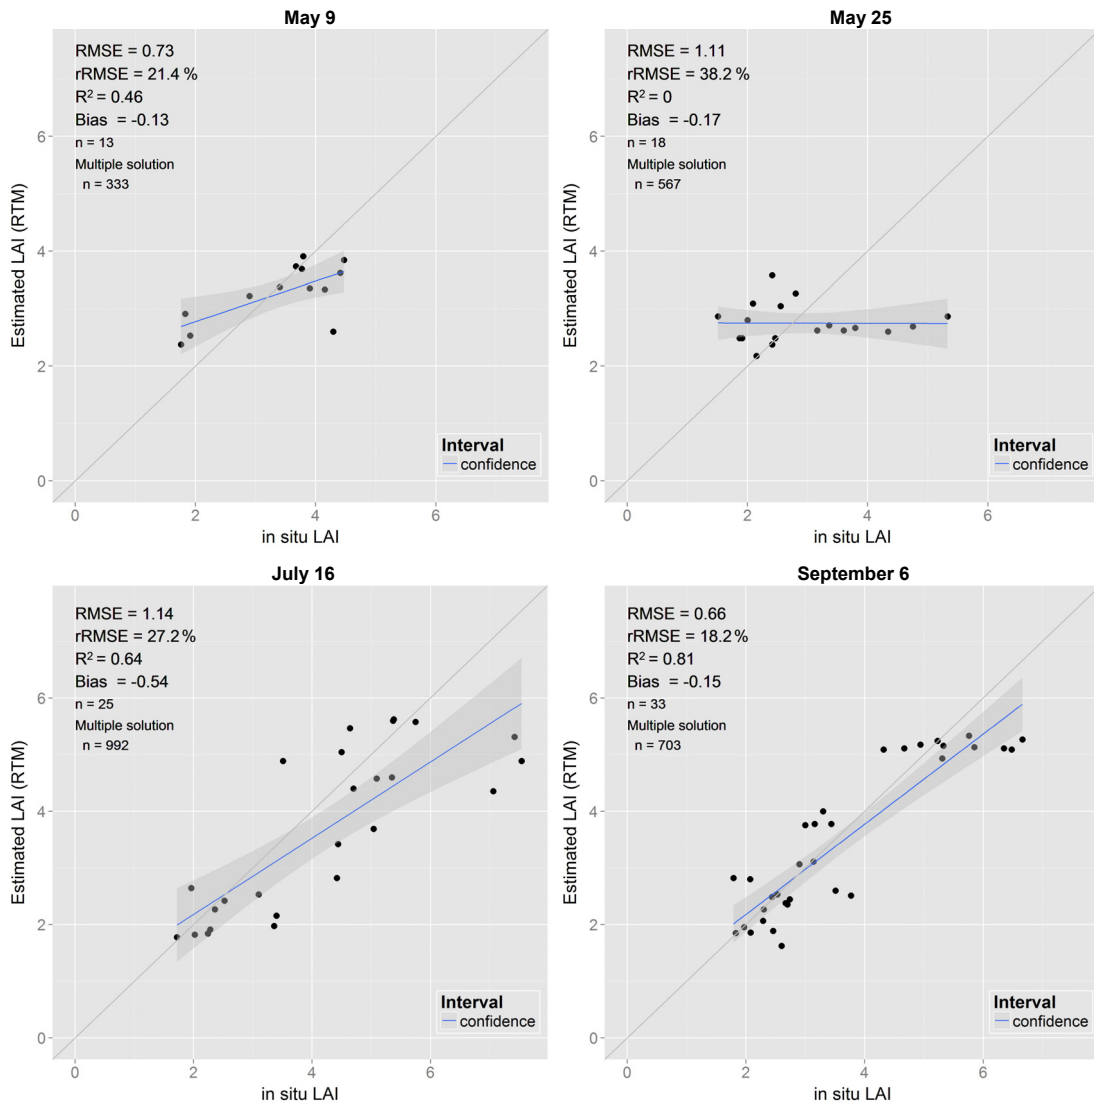 May 9
RMSE = 0.73
rRMSE = 21.4 %
R² = 0.46
Bias = -0.13
n = 13
Multiple solution
n = 333
Estimated LAI (RTM)
6
4
2
0
Interval
confidence
0 2 4 6
in situ LAI
May 25
RMSE = 1.11
rRMSE = 38.2 %
R² = 0
Bias = -0.17
n = 18
Multiple solution
n = 567
Estimated LAI (RTM)
6
4
2
0
Interval
confidence
0 2 4 6
in situ LAI
July 16
RMSE = 1.14
rRMSE = 27.2 %
R² = 0.64
Bias = -0.54
n = 25
Multiple solution
n = 992
Estimated LAI (RTM)
6
4
2
0
Interval
confidence
0 2 4 6
in situ LAI
September 6
RMSE = 0.66
rRMSE = 18.2 %
R² = 0.81
Bias = -0.15
n = 33
Multiple solution
n = 703
Estimated LAI (RTM)
6
4
2
0
Interval
confidence
0 2 4 6
in situ LAI